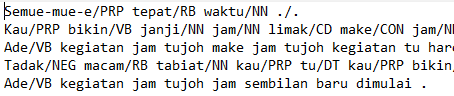 Semue-mue-e/PRP tepat/RB waktu/NN ./.
Kau/PRP bikin/VB janji/NN jam/NN limak/CD make/CON jam/N
Ade/VB kegiatan jam tujoh make jam tujoh kegiatan tu har
Tadak/NEG macam/RB tabiat/NN kau/PRP tu/DT kau/PRP bikin
Ade/VB kegiatan jam tujoh jam sembilan baru dimulai .